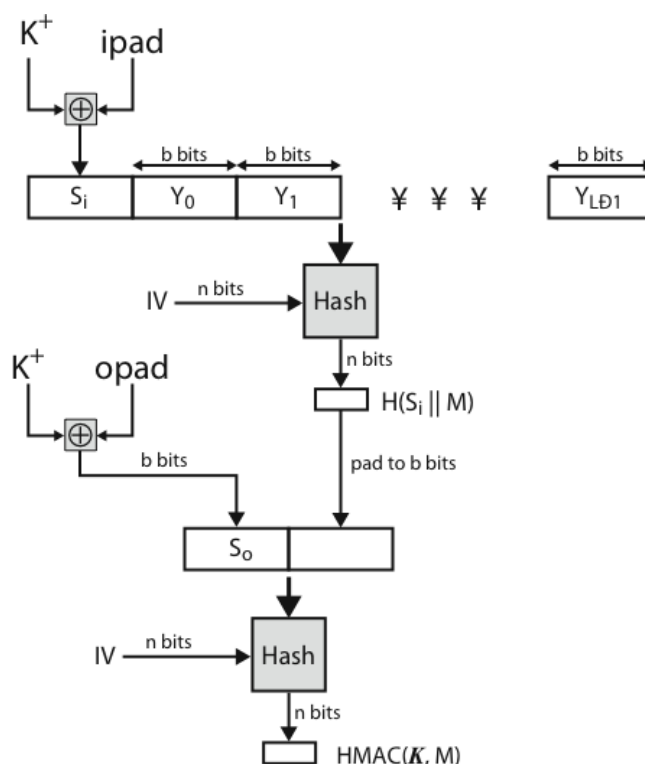 K+ ipad
b bits b bits b bits
Si Y0 Y1 ¥ ¥ ¥ YLÐ1
IV n bits Hash
n bits
K+ opad
H(Si || M)
b bits pad to b bits
So
IV n bits Hash
n bits
HMAC(K, M)